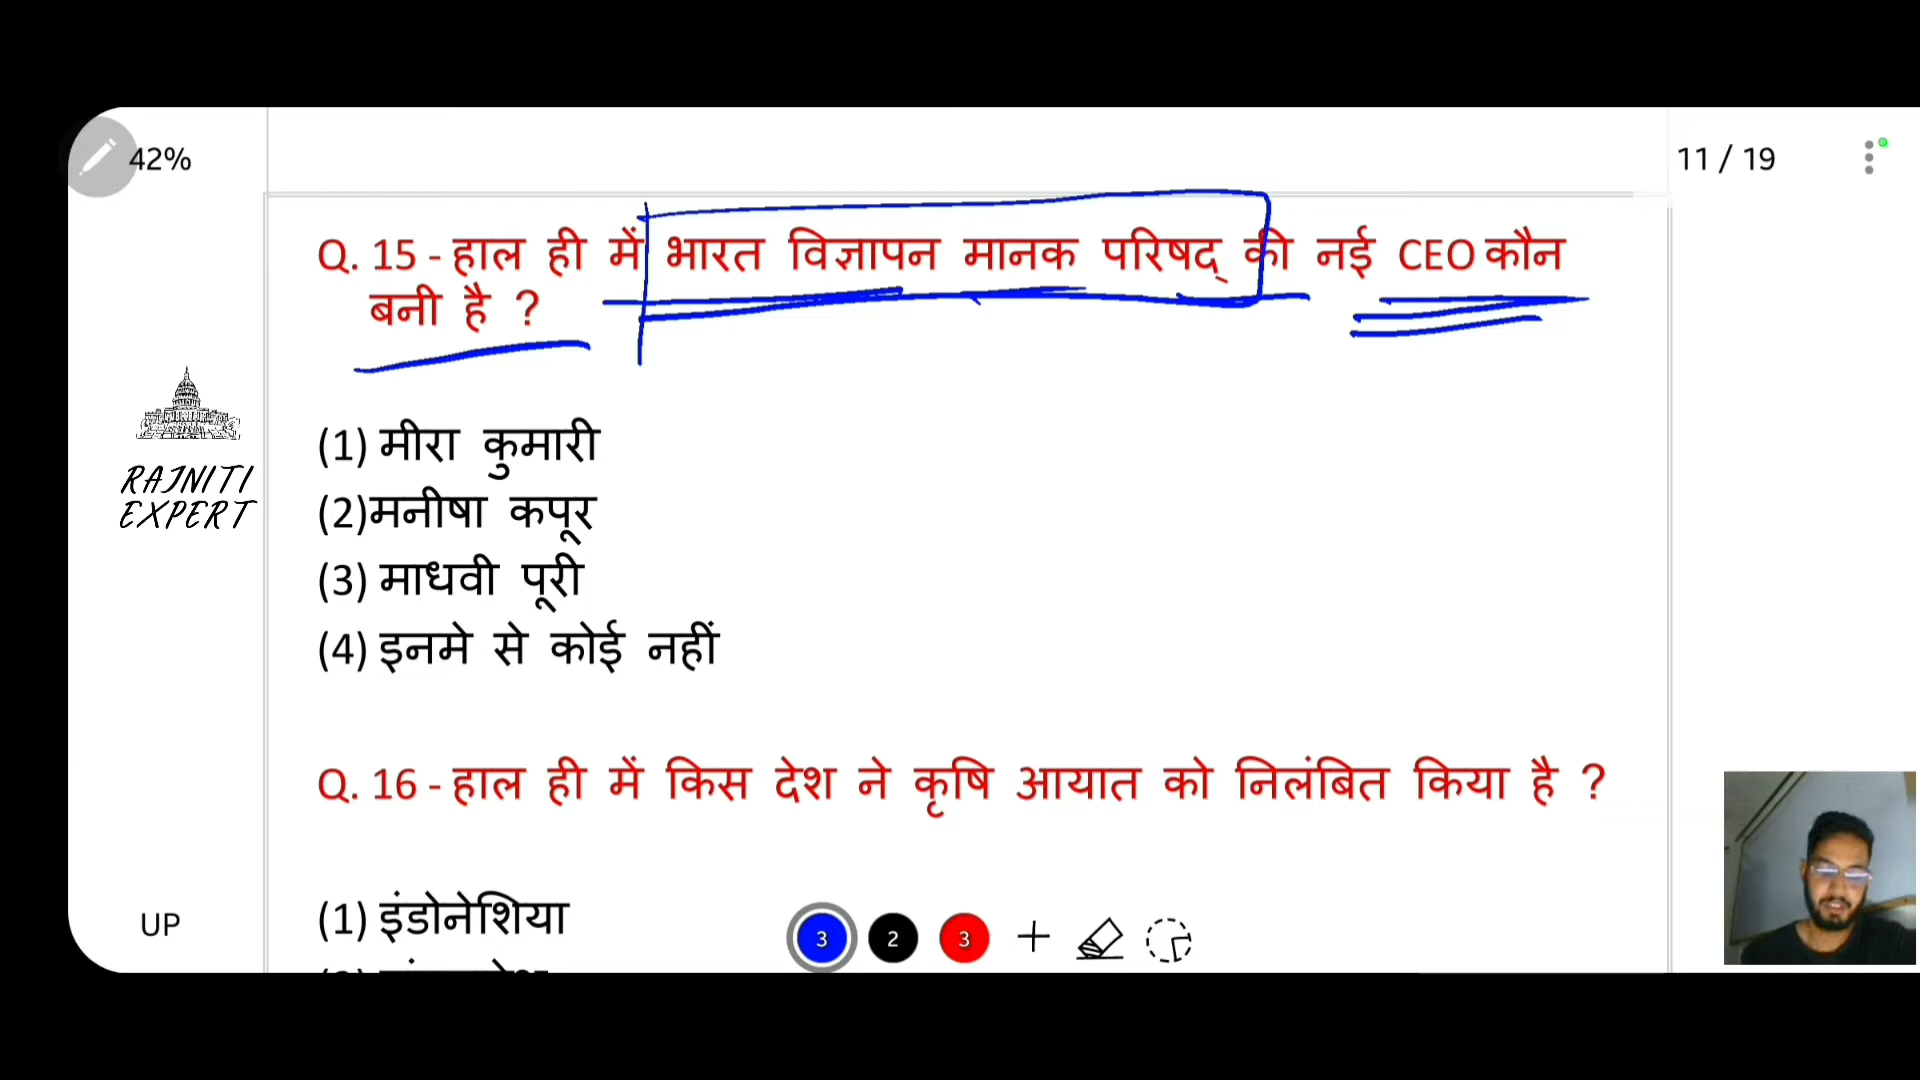 42%
11 / 19
Q. 15 - हाल ही में भारत विज्ञापन मानक परिषद् की नई CEO कौन
बनी है ?
(1) मीरा कुमारी
(2)मनीषा कपूर
(3) माधवी पूरी
(4) इनमे से कोई नहीं
RAJNITI
EXPERT
Q. 16 - हाल ही में किस देश ने कृषि आयात को निलंबित किया है ?
(1) इंडोनेशिया
UP
3
2
3